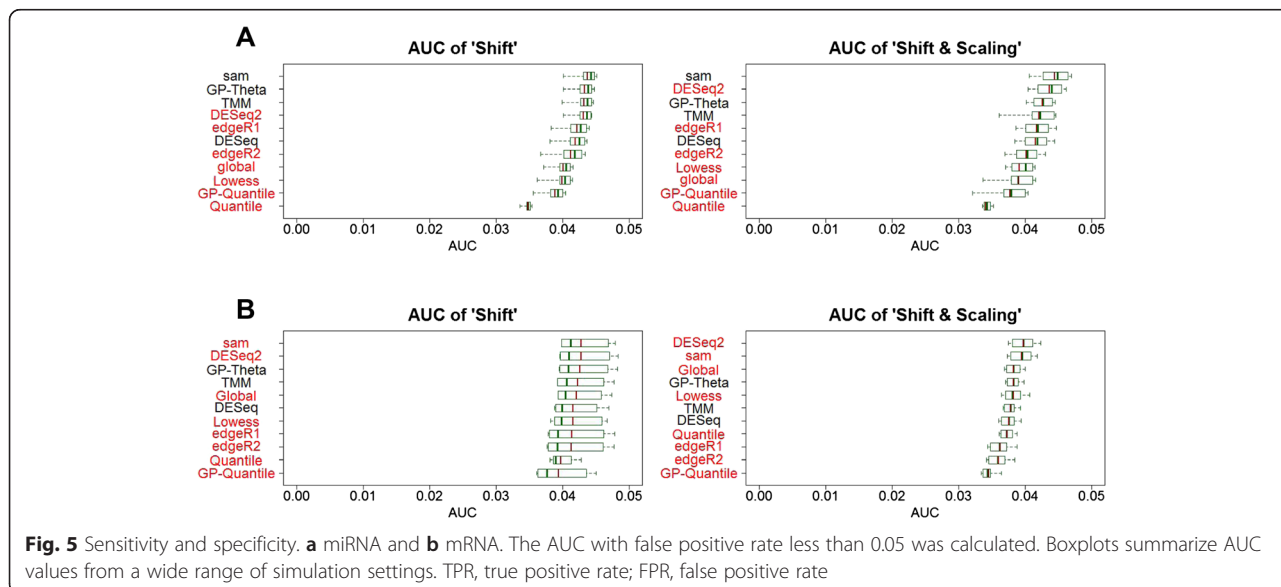 A
AUC of 'Shift'
sam
GP-Theta
TMM
DESeq2
edgeR1
DESeq
edgeR2
global
Lowess
GP-Quantile
Quantile
0.00 0.01 0.02 0.03 0.04 0.05
AUC
AUC of 'Shift & Scaling'
sam
DESeq2
GP-Theta
TMM
edgeR1
DESeq
edgeR2
Lowess
global
GP-Quantile
Quantile
0.00 0.01 0.02 0.03 0.04 0.05
AUC
B
AUC of 'Shift'
sam
DESeq2
GP-Theta
TMM
Global
DESeq
Lowess
edgeR1
edgeR2
Quantile
GP-Quantile
0.00 0.01 0.02 0.03 0.04 0.05
AUC
AUC of 'Shift & Scaling'
DESeq2
sam
Global
GP-Theta
Lowess
TMM
DESeq
Quantile
edgeR1
edgeR2
GP-Quantile
0.00 0.01 0.02 0.03 0.04 0.05
AUC
Fig. 5 Sensitivity and specificity. a miRNA and b mRNA. The AUC with false positive rate less than 0.05 was calculated. Boxplots summarize AUC
values from a wide range of simulation settings. TPR, true positive rate; FPR, false positive rate